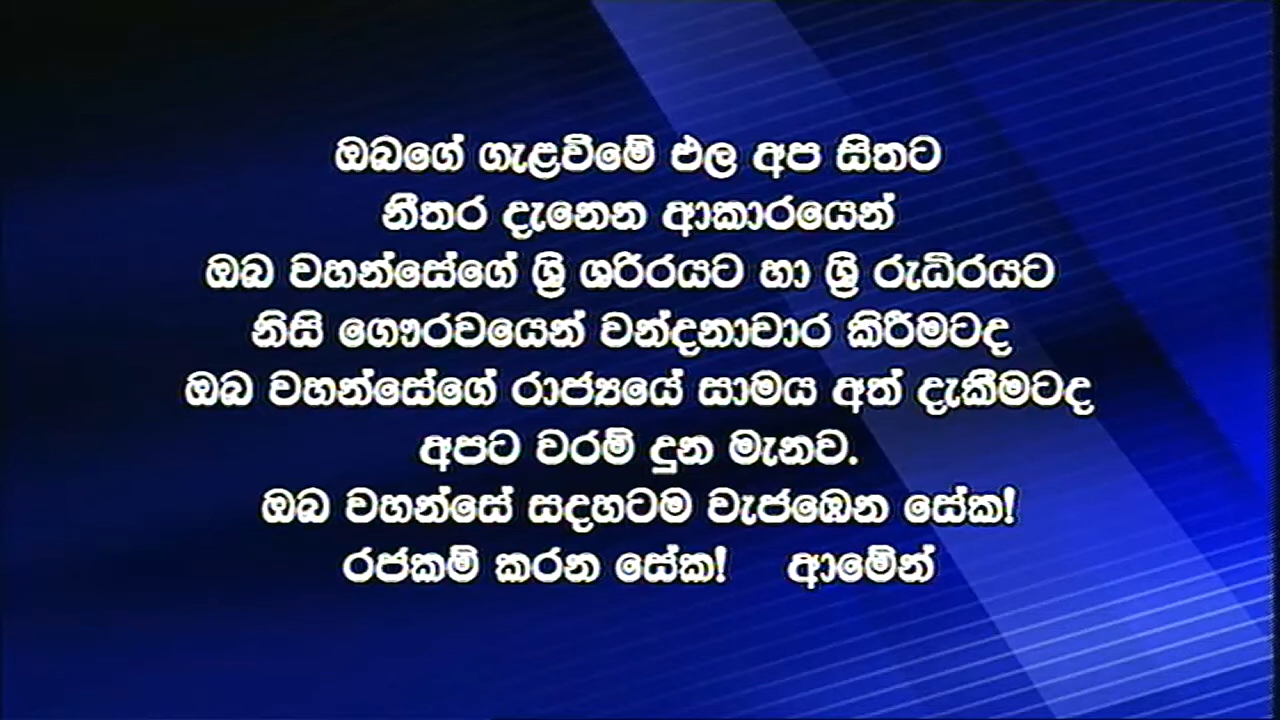 ඔබගේ ගැළවීමේ ඵල අප සිතට
නිතර දැනෙන ආකාරයෙන්
ඔබ වහන්සේගේ ශ්‍රී ශරීරයට හා ශ්‍රී රුධිරයට
නිසි ගෞරවයෙන් වන්දනාචාර කිරීමටද
ඔබ වහන්සේගේ රාජ්‍යයේ සාමය අත් දැකීමටද
අපට වරම් දුන මැනව.
ඔබ වහන්සේ සදහටම වැජඹෙන සේක!
රජකම් කරන සේක! ආමේන්